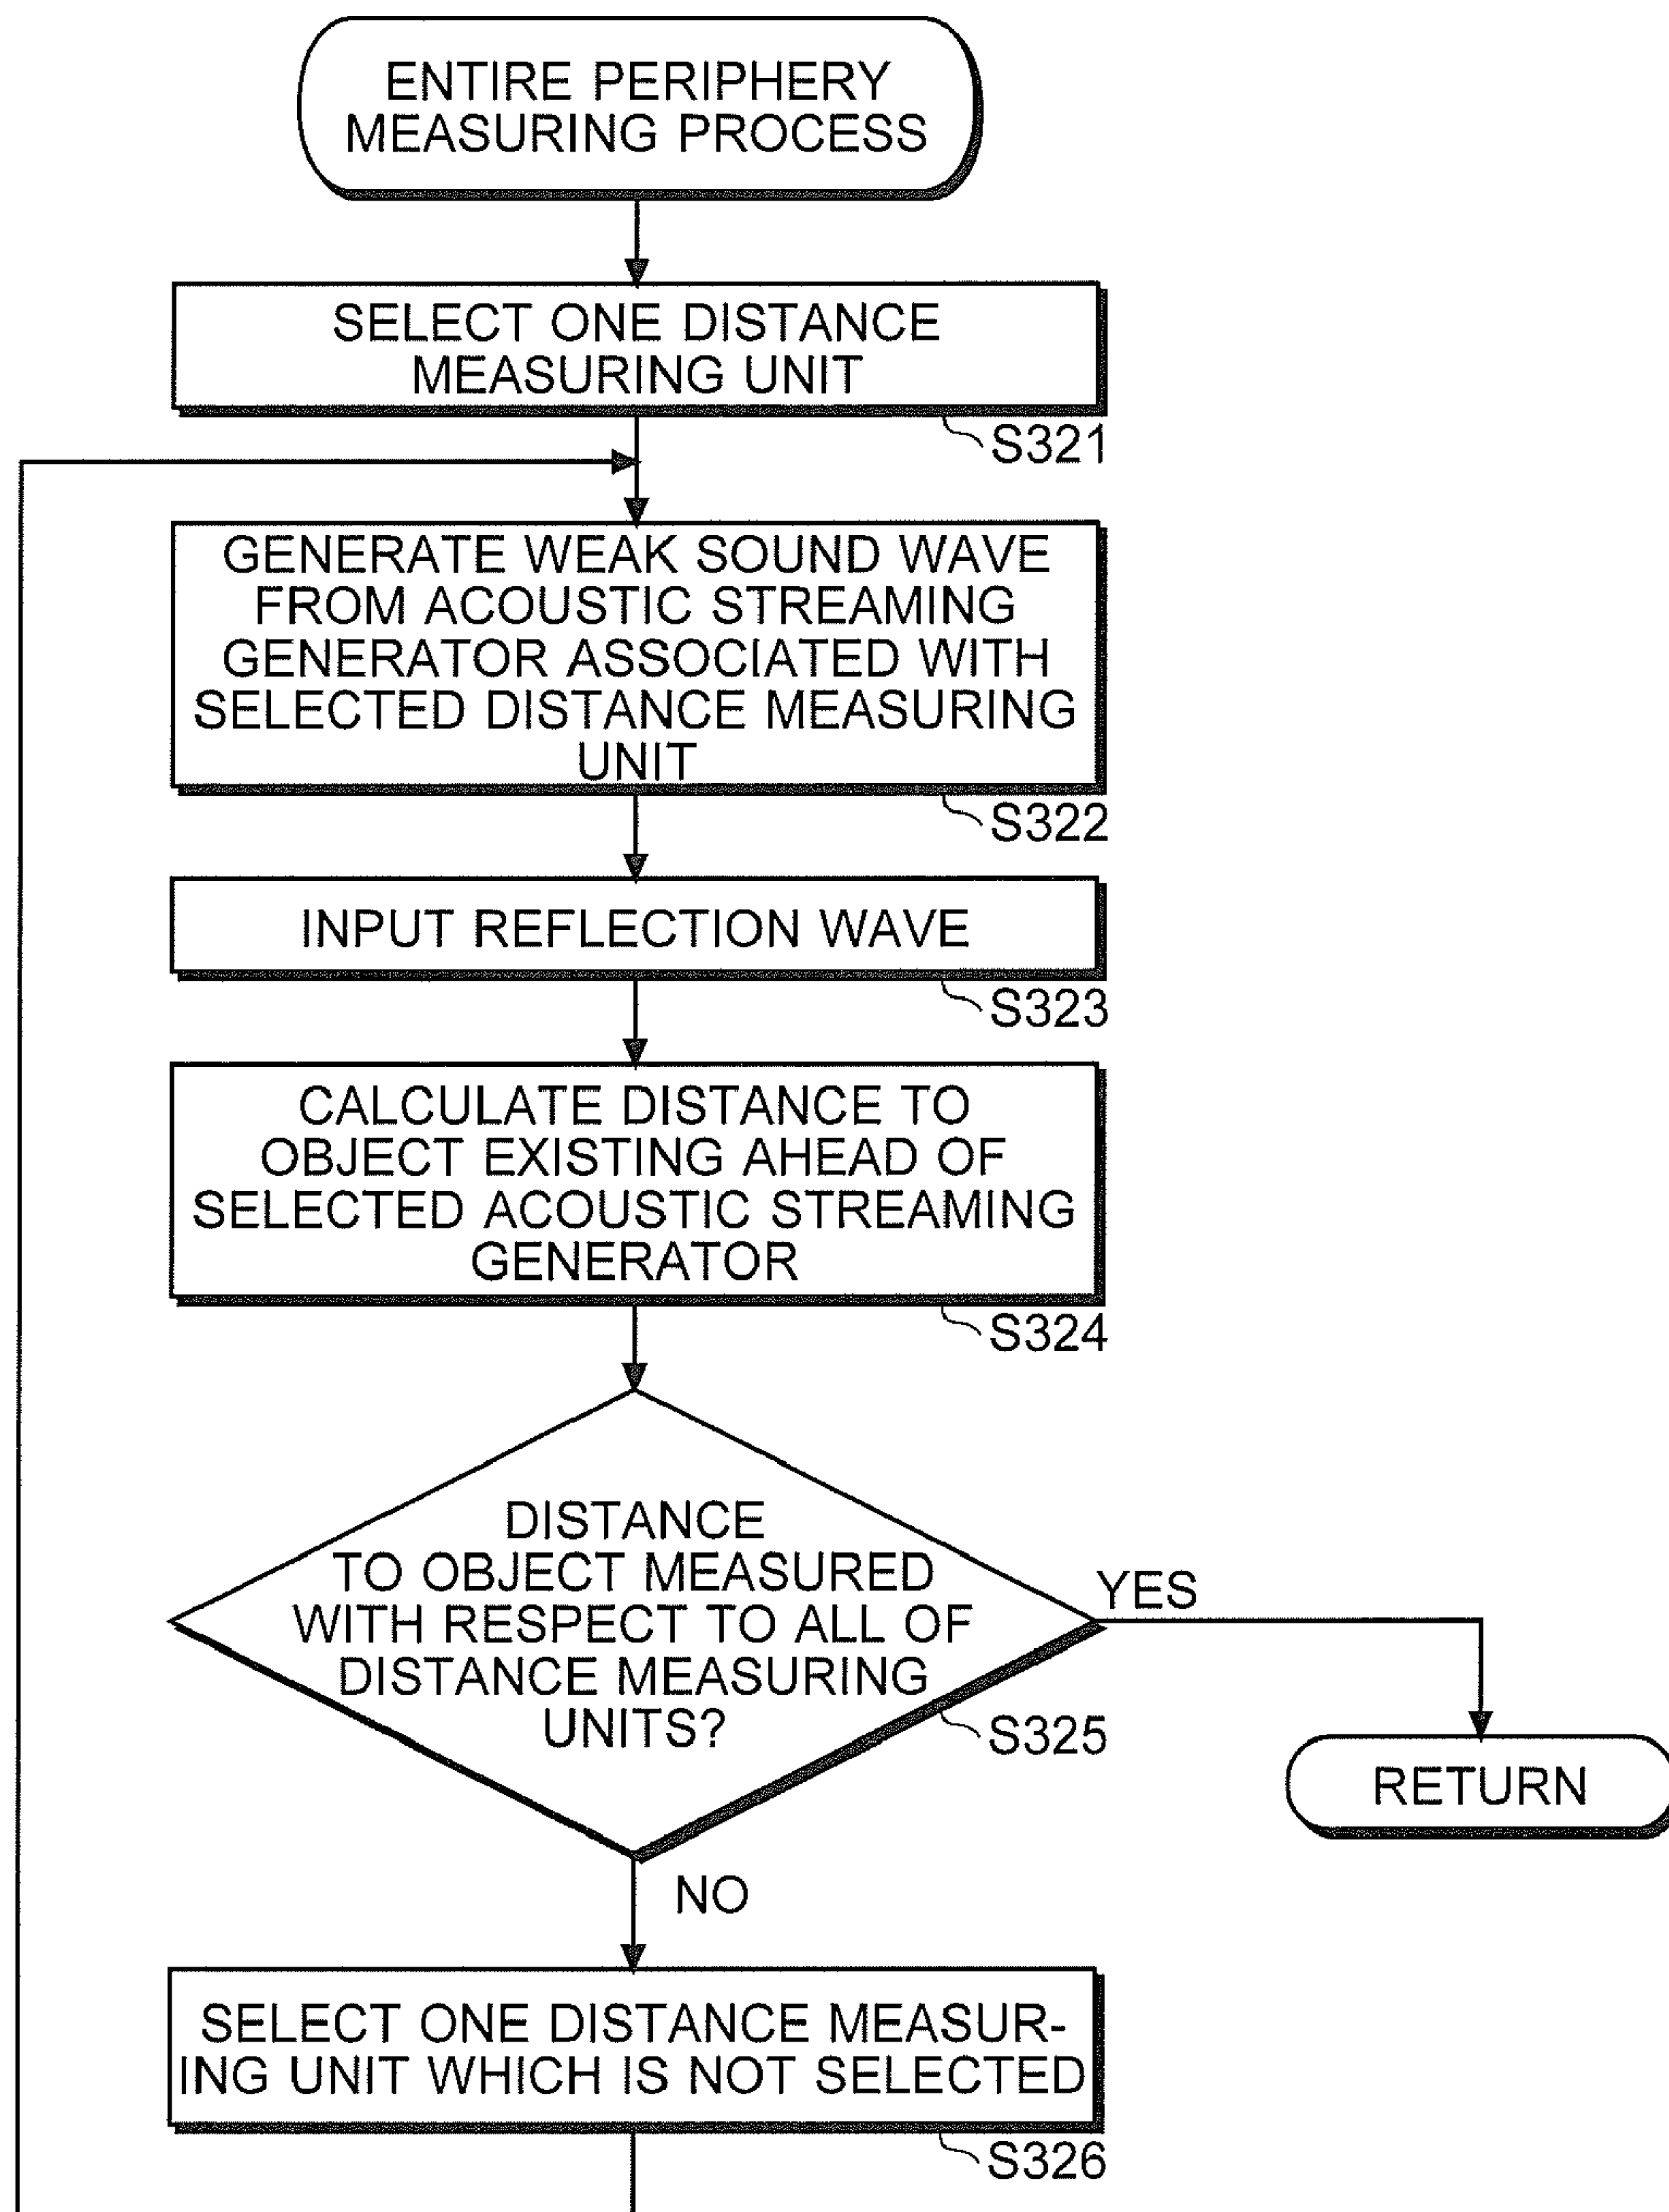 ENTIRE PERIPHERY
MEASURING PROCESS
SELECT ONE DISTANCE
MEASURING UNIT
S321
GENERATE WEAK SOUND WAVE
FROM ACOUSTIC STREAMING
GENERATOR ASSOCIATED WITH
SELECTED DISTANCE MEASURING
UNIT
S322
INPUT REFLECTION WAVE
S323
CALCULATE DISTANCE TO
OBJECT EXISTING AHEAD OF
SELECTED ACOUSTIC STREAMING
GENERATOR
S324
DISTANCE
TO OBJECT MEASURED
WITH RESPECT TO ALL OF
DISTANCE MEASURING
UNITS?
YES
S325
RETURN
NO
SELECT ONE DISTANCE MEASUR-
ING UNIT WHICH IS NOT SELECTED
S326